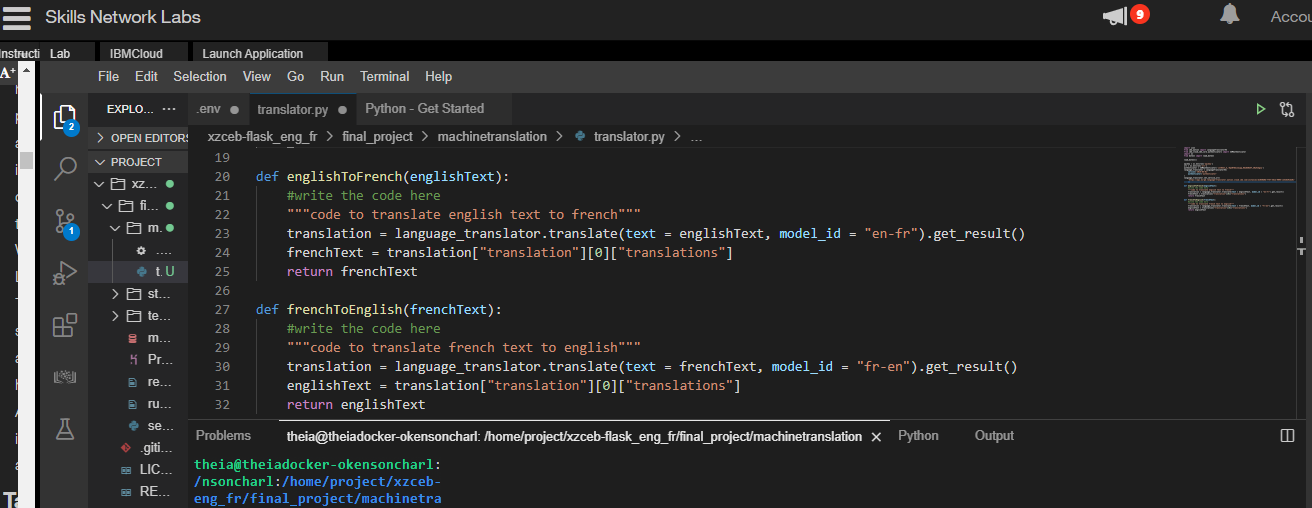 Skills Network Labs
9
Accou
Instructi Lab IBMCloud Launch Application
A+
File Edit Selection View Go Run Terminal Help
EXPLO... ... .env translator.py Python - Get Started
2
OPEN EDITORS xzceb-flask_eng_fr > final_project > machinetranslation > translator.py > ...
PROJECT
xz...
fi...
m...
....
t. U
st...
te...
m...
Pr...
re...
ru...
se...
.giti...
LIC...
RE...
1
19
20 def englishToFrench(englishText):
21 #write the code here
22 """code to translate english text to french"""
23 translation = language_translator.translate(text = englishText, model_id = "en-fr").get_result()
24 frenchText = translation["translation"][0]["translations"]
25 return frenchText
26
27 def frenchToEnglish(frenchText):
28 #write the code here
29 """code to translate french text to english"""
30 translation = language_translator.translate(text = frenchText, model_id = "fr-en").get_result()
31 englishText = translation["translation"][0]["translations"]
32 return englishText
Problems theia@theiadocker-okensoncharl: /home/project/xzceb-flask_eng_fr/final_project/machinetranslation × Python Output
theia@theiadocker-okensoncharl:
/nsoncharl:/home/project/xzceb-
eng_fr/final_project/machinetra